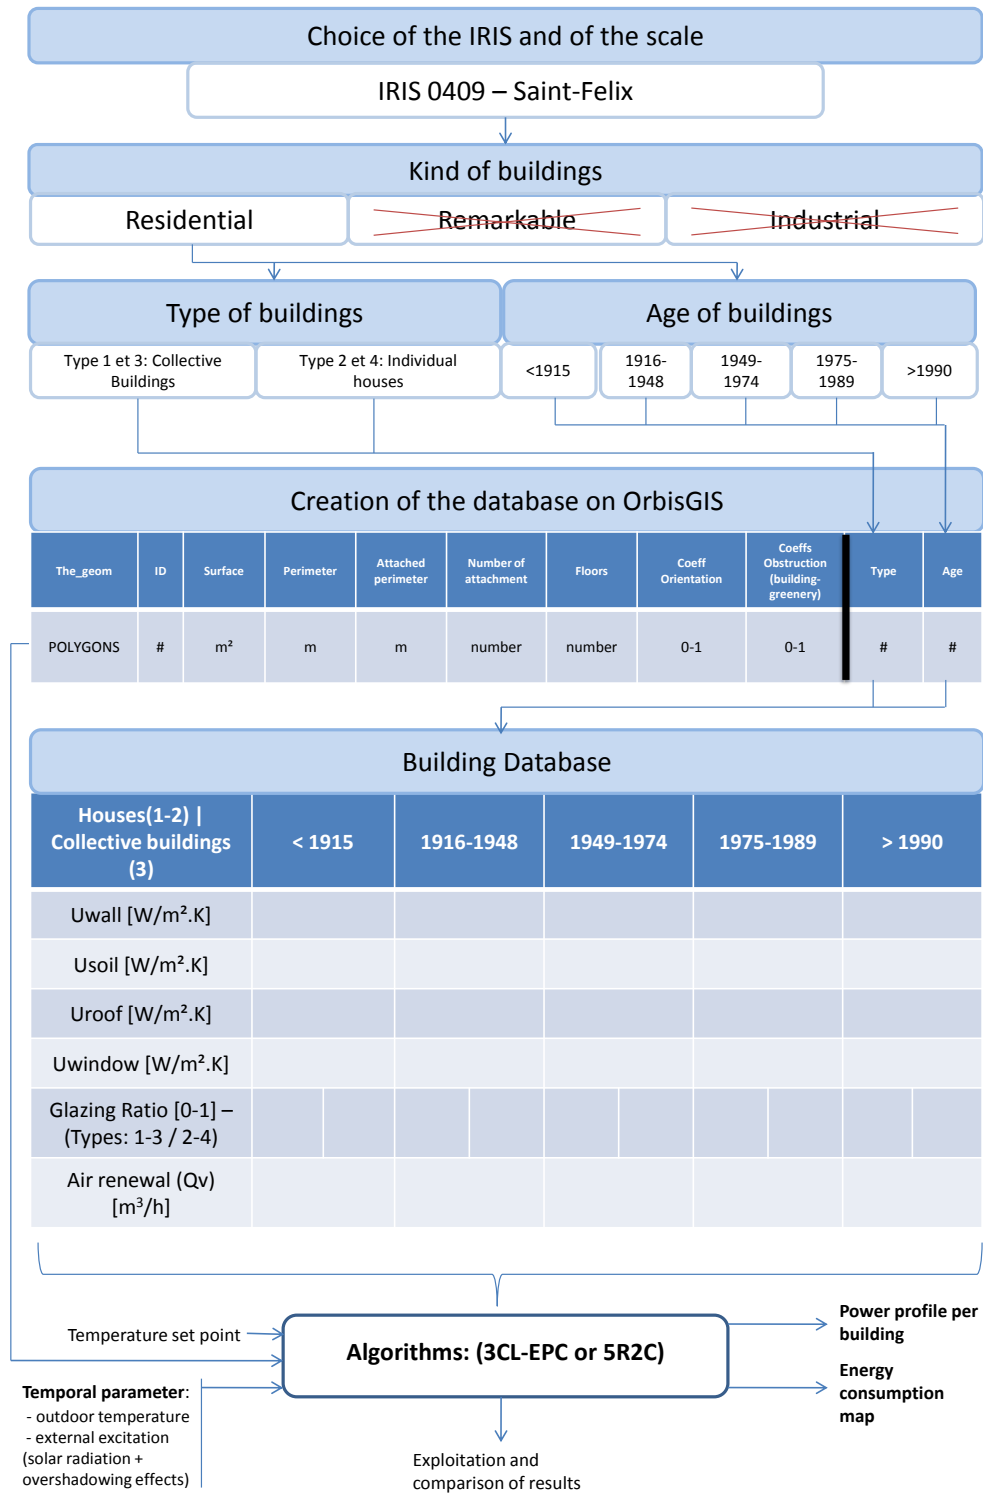 Choice of the IRIS and of the scale
IRIS 0409 – Saint-Felix
Kind of buildings
Residential
Remarkable
Industrial
Type of buildings
Age of buildings
Type 1 et 3: Collective
Buildings
Type 2 et 4: Individual
houses
<1915
1916-
1948
1949-
1974
1975-
1989
>1990
Creation of the database on OrbisGIS
The_geom
ID
Surface
Perimeter
Attached
perimeter
Number of
attachment
Floors
Coeff
Orientation
Coeffs
Obstruction
(building-
greenery)
Type
Age
POLYGONS
#
m²
m
m
number
number
0-1
0-1
#
#
Building Database
Houses(1-2) |
Collective buildings
(3)
< 1915
1916-1948
1949-1974
1975-1989
> 1990
Uwall [W/m².K]
Usoil [W/m².K]
Uroof [W/m².K]
Uwindow [W/m².K]
Glazing Ratio [0-1] –
(Types: 1-3 / 2-4)
Air renewal (Qv)
[m³/h]
Temperature set point
Algorithms: (3CL-EPC or 5R2C)
Power profile per
building
Energy
consumption
map
Temporal parameter:
- outdoor temperature
- external excitation
(solar radiation +
overshadowing effects)
Exploitation and
comparison of results